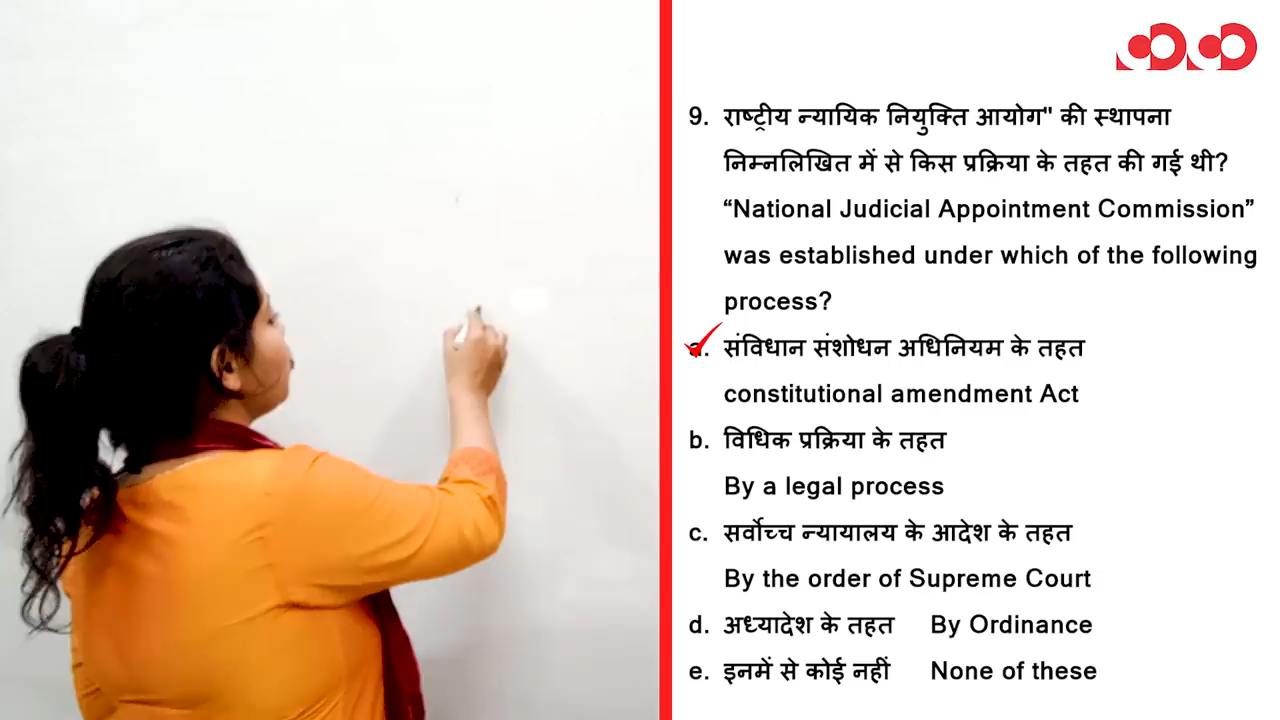 9. राष्ट्रीय न्यायिक नियुक्ति आयोग" की स्थापना
निम्नलिखित में से किस प्रक्रिया के तहत की गई थी?
“National Judicial Appointment Commission”
was established under which of the following
process?
a. संविधान संशोधन अधिनियम के तहत
constitutional amendment Act
b. विधिक प्रक्रिया के तहत
By a legal process
c. सर्वोच्च न्यायालय के आदेश के तहत
By the order of Supreme Court
d. अध्यादेश के तहत By Ordinance
e. इनमें से कोई नहीं None of these